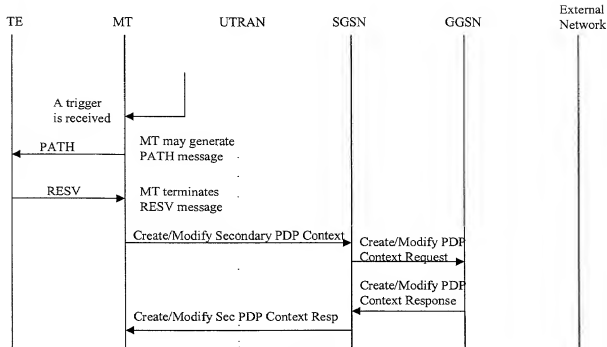 External
TE MT UTRAN SGSN GGSN Network
A trigger
is received
PATH
MT may generate
PATH message
RESV
MT terminates
RESV message
Create/Modify Secondary PDP Context
Create/Modify PDP
Context Request
Create/Modify PDP
Context Response
Create/Modify Sec PDP Context Resp